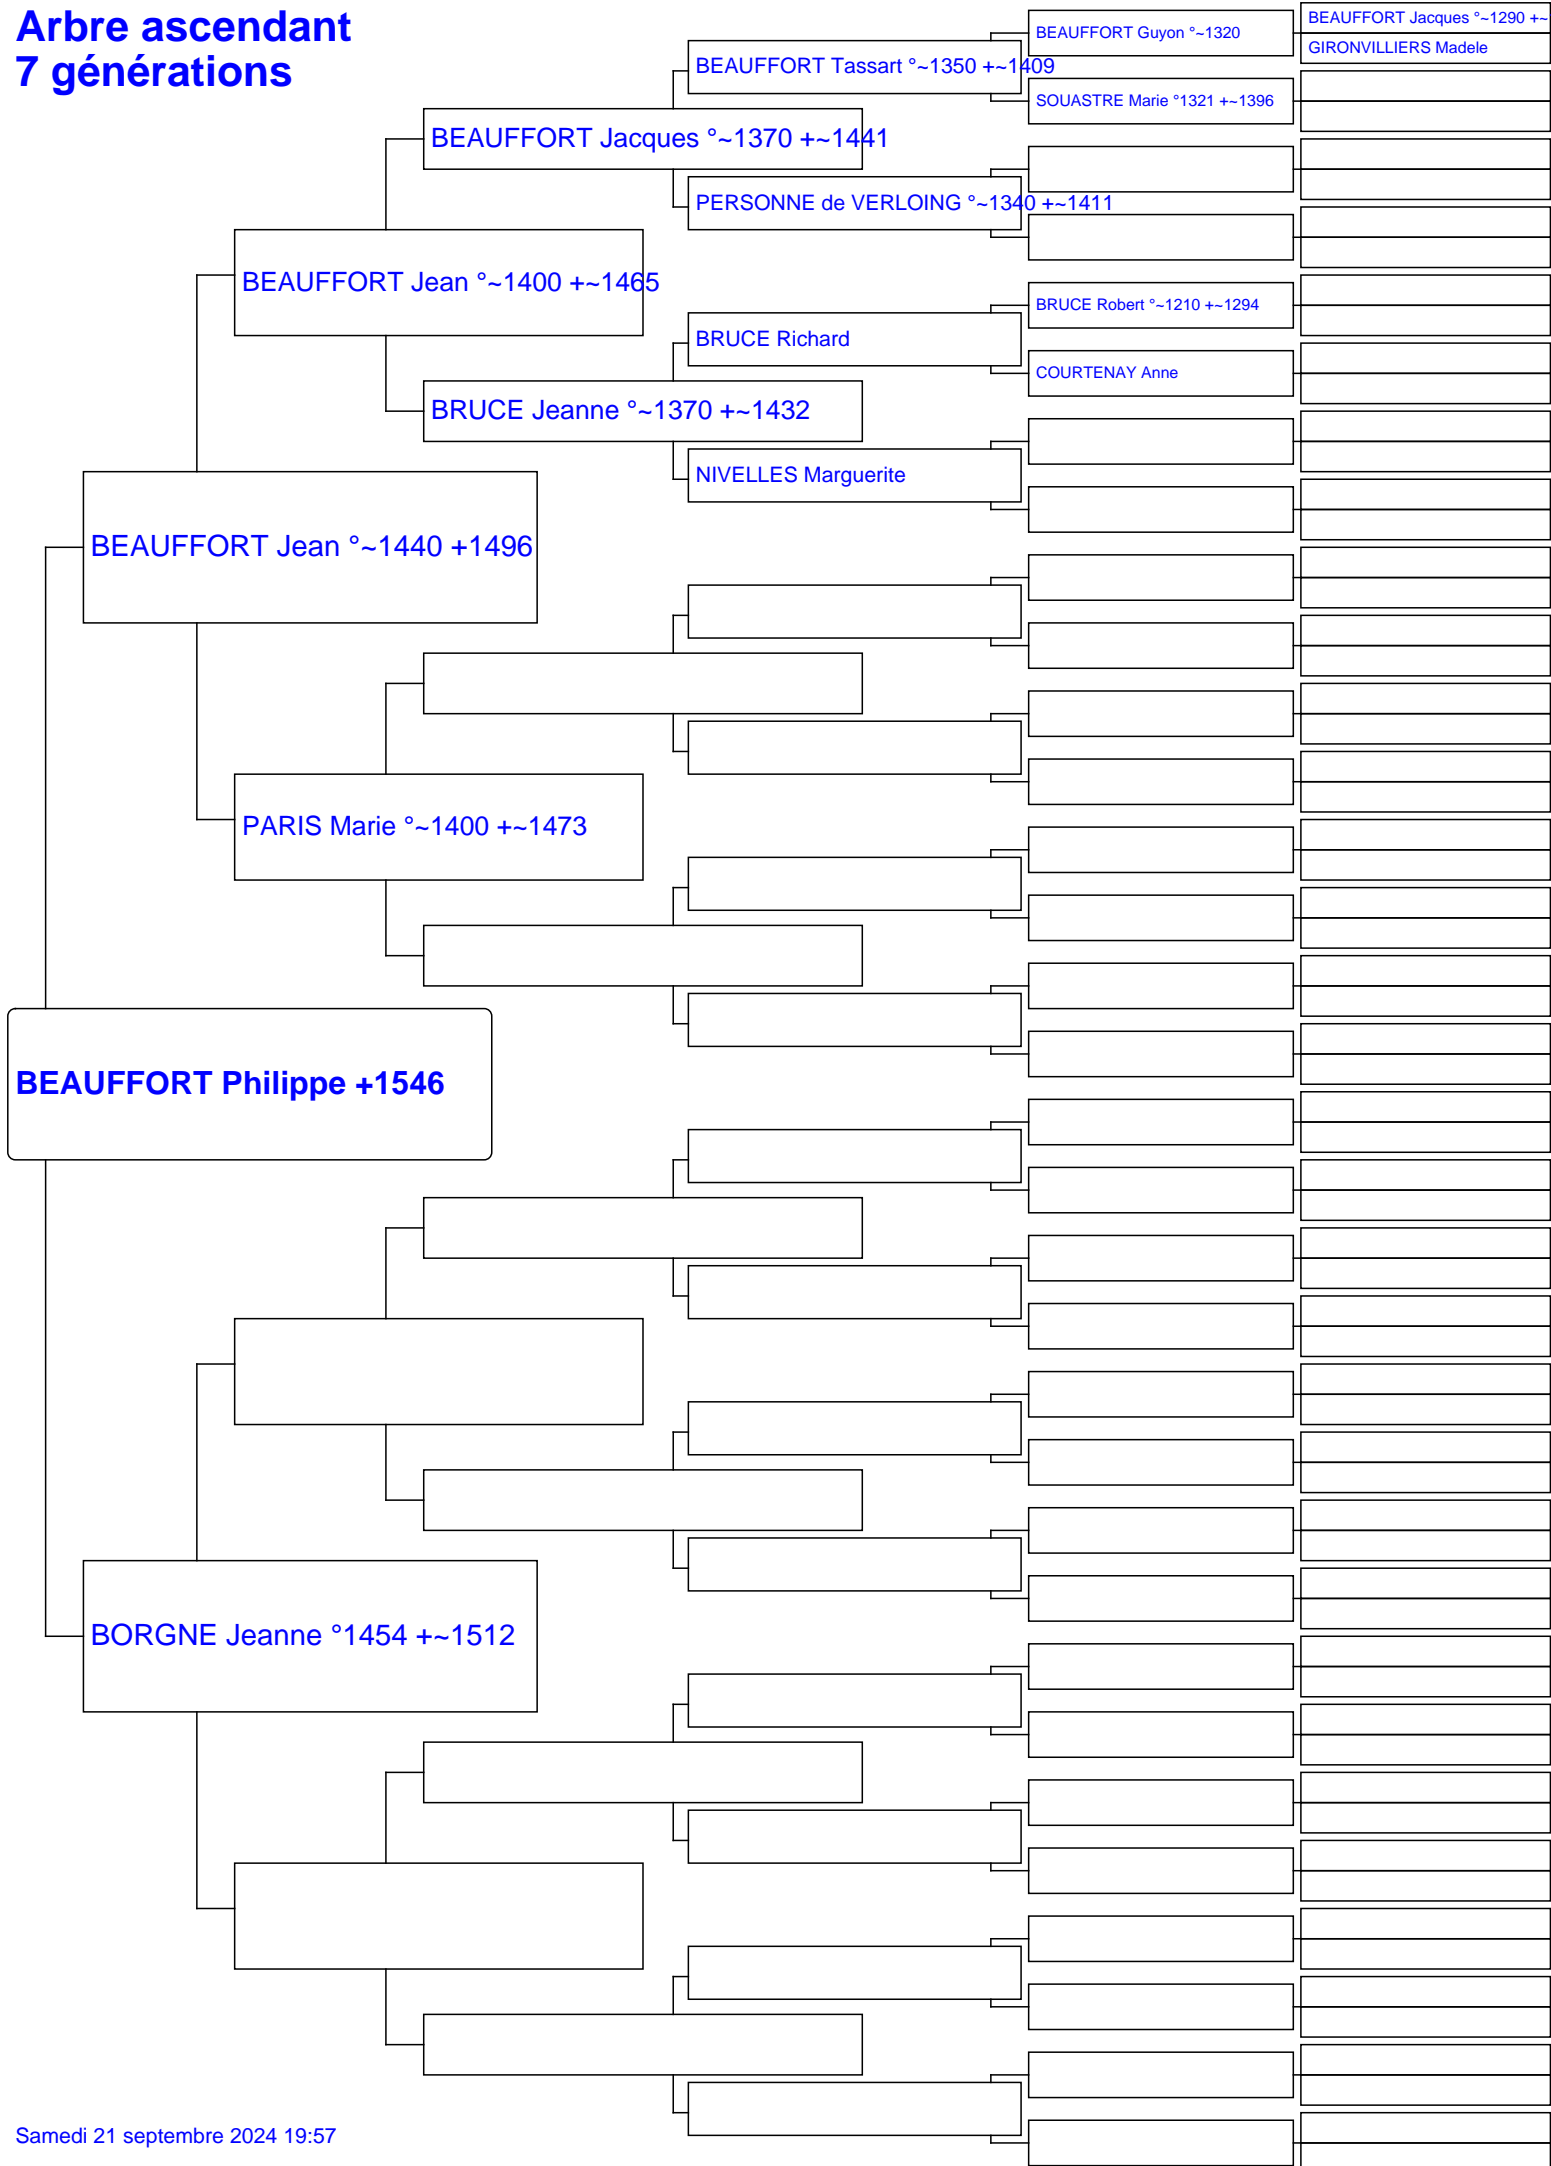 Arbre ascendant
7 générations
BEAUFFORT Jacques °~1290 +~
BEAUFFORT Guyon °~1320
GIRONVILLIERS Madele
BEAUFFORT Tassart °~1350 +~1409
SOUASTRE Marie °1321 +~1396
BEAUFFORT Jacques °~1370 +~1441
PERSONNE de VERLOING °~1340 +~1411
BEAUFFORT Jean °~1400 +~1465
BRUCE Robert °~1210 +~1294
BRUCE Richard
COURTENAY Anne
BRUCE Jeanne °~1370 +~1432
NIVELLES Marguerite
BEAUFFORT Jean °~1440 +1496
PARIS Marie °~1400 +~1473
BEAUFFORT Philippe +1546
BORGNE Jeanne °1454 +~1512
Samedi 21 septembre 2024 19:57